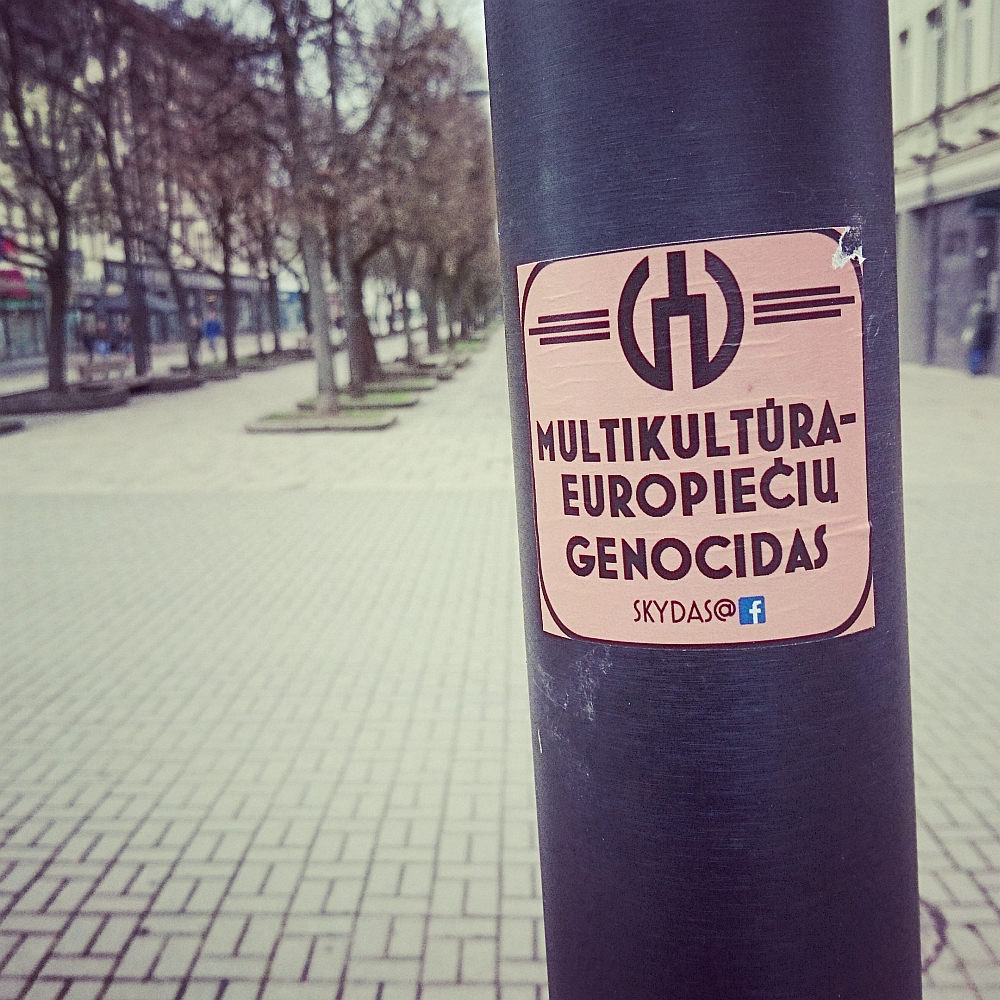 MULTIKULTŪRA-
EUROPIEČIŲ
GENOCIDAS
SKYDAS@f